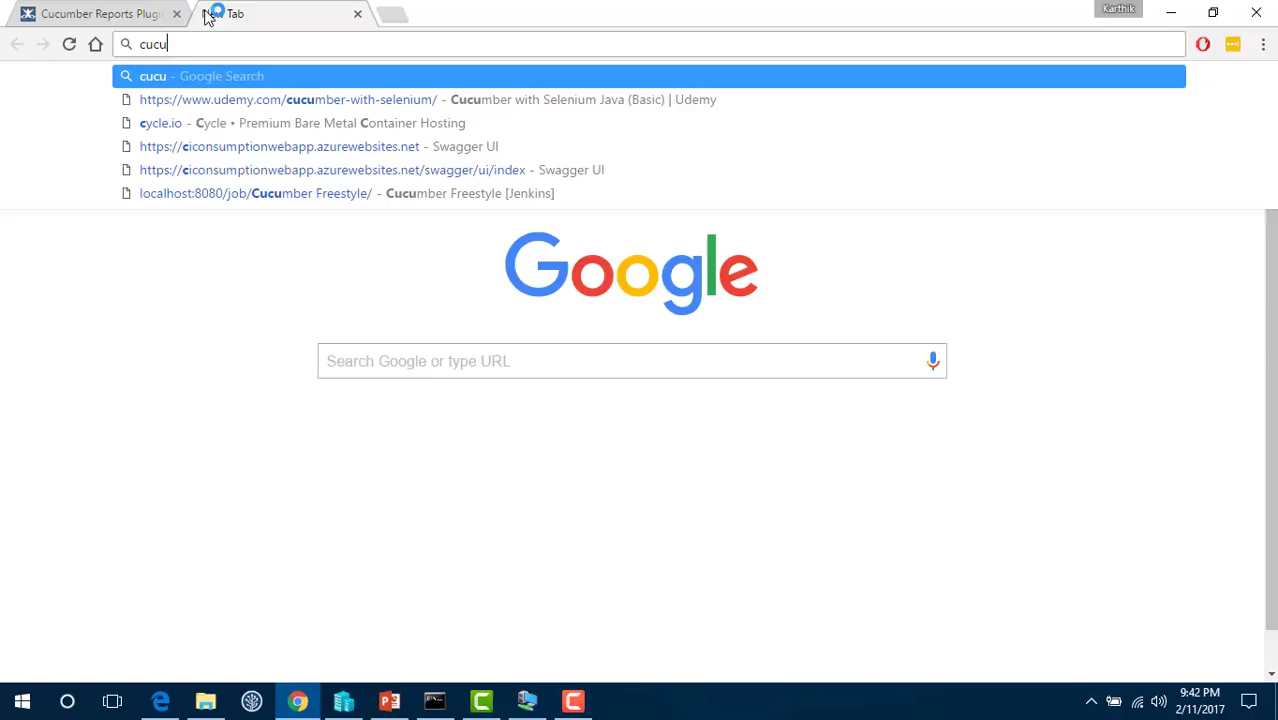 Cucumber Reports Plugi
New Tab
Karthik
cucu
cucu - Google Search
https://www.udemy.com/cucumber-with-selenium/ - Cucumber with Selenium Java (Basic) | Udemy
cycle.io - Cycle • Premium Bare Metal Container Hosting
https://ciconsumptionwebapp.azurewebsites.net - Swagger UI
https://ciconsumptionwebapp.azurewebsites.net/swagger/ui/index - Swagger UI
localhost:8080/job/Cucumber Freestyle/ - Cucumber Freestyle [Jenkins]
Google
Search Google or type URL
9:42 PM
2/11/2017